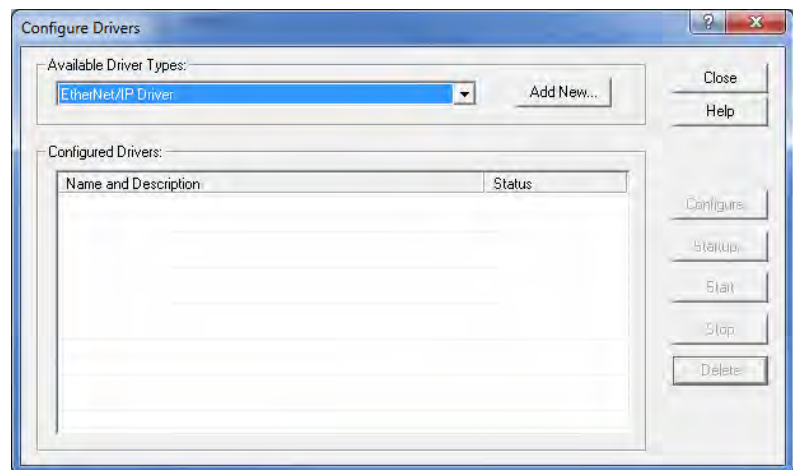 Configure Drivers
?
Available Driver Types:
EtherNet/IP Driver
Add New...
Close
Help
Configured Drivers:
Name and Description
Status
Configure...
Startup...
Start
Stop
Delete